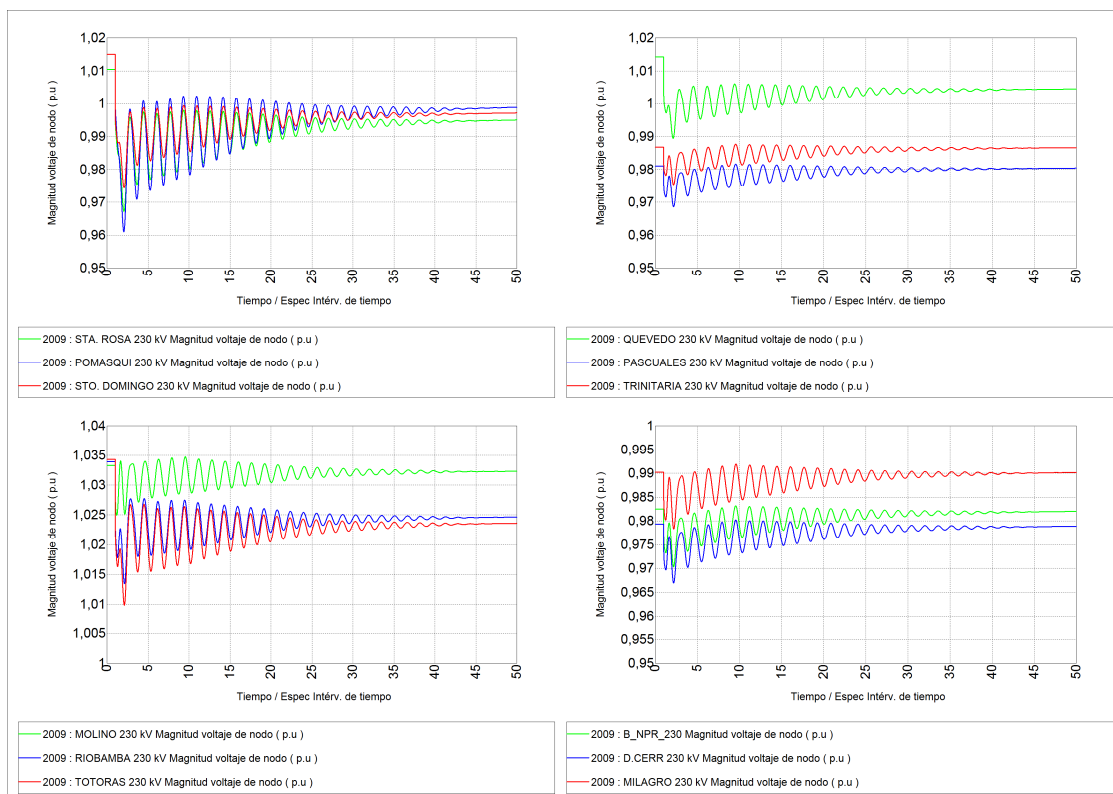 1,02
1,01
1
0,99
0,98
0,97
0,96
0,95
Magnitud voltaje de nodo ( p.u )
0 5 10 15 20 25 30 35 40 45 50
Tiempo / Espec Intérv. de tiempo
2009 : STA. ROSA 230 kV Magnitud voltaje de nodo ( p.u )
2009 : POMASQUI 230 kV Magnitud voltaje de nodo ( p.u )
2009 : STO. DOMINGO 230 kV Magnitud voltaje de nodo ( p.u )
1,02
1,01
1
0,99
0,98
0,97
0,96
0,95
Magnitud voltaje de nodo ( p.u )
0 5 10 15 20 25 30 35 40 45 50
Tiempo / Espec Intérv. de tiempo
2009 : QUEVEDO 230 kV Magnitud voltaje de nodo ( p.u )
2009 : PASCUALES 230 kV Magnitud voltaje de nodo ( p.u )
2009 : TRINITARIA 230 kV Magnitud voltaje de nodo ( p.u )
1,04
1,035
1,03
1,025
1,02
1,015
1,01
1,005
1
Magnitud voltaje de nodo ( p.u )
0 5 10 15 20 25 30 35 40 45 50
Tiempo / Espec Intérv. de tiempo
2009 : MOLINO 230 kV Magnitud voltaje de nodo ( p.u )
2009 : RIOBAMBA 230 kV Magnitud voltaje de nodo ( p.u )
2009 : TOTORAS 230 kV Magnitud voltaje de nodo ( p.u )
1
0,995
0,99
0,985
0,98
0,975
0,97
0,965
0,96
0,955
0,95
Magnitud voltaje de nodo ( p.u )
0 5 10 15 20 25 30 35 40 45 50
Tiempo / Espec Intérv. de tiempo
2009 : B_NPR_230 Magnitud voltaje de nodo ( p.u )
2009 : D.CERR 230 kV Magnitud voltaje de nodo ( p.u )
2009 : MILAGRO 230 kV Magnitud voltaje de nodo ( p.u )